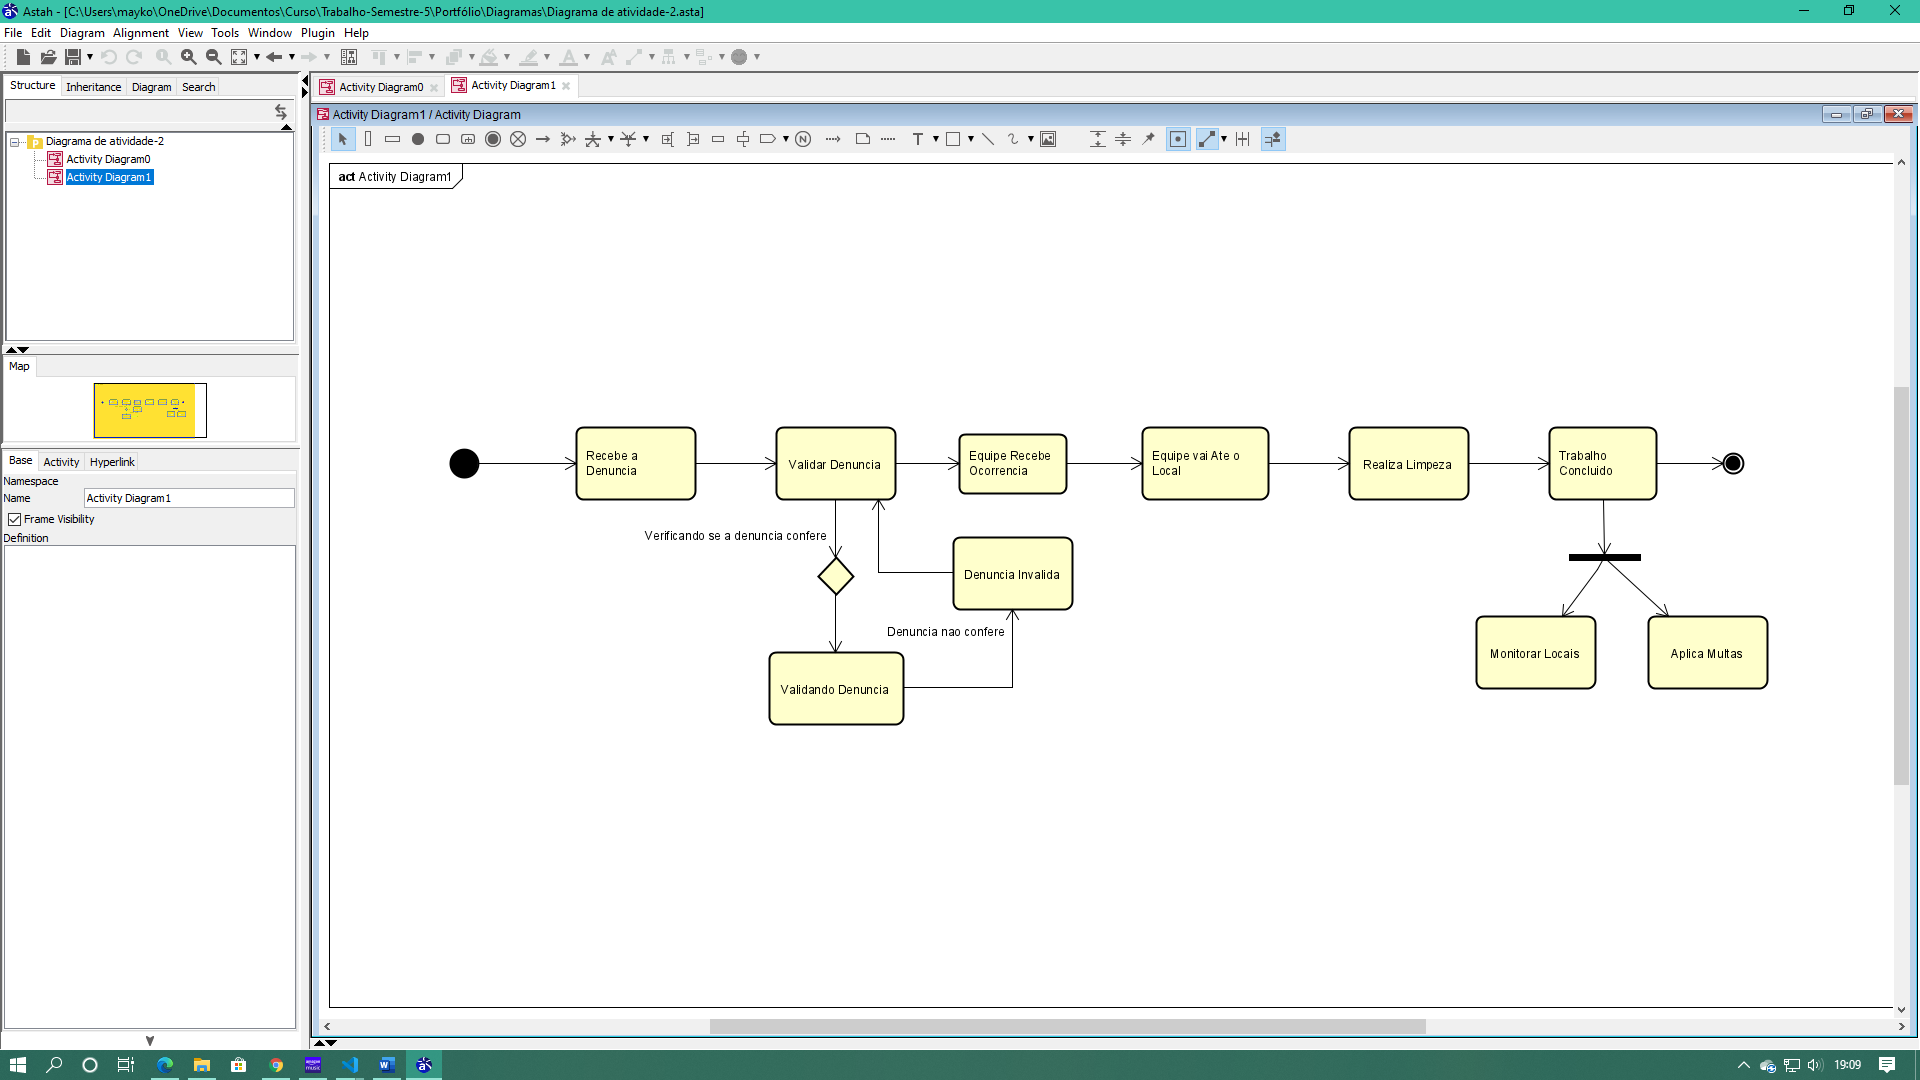 Astah - [C:\Users\mayko\OneDrive\Documentos\Curso\Trabalho-Semestre-5\Portfólio\Diagramas\Diagrama de atividade-2.asta]
File Edit Diagram Alignment View Tools Window Plugin Help
Structure Inheritance Diagram Search
Activity Diagram0 Activity Diagram1
Activity Diagram1 / Activity Diagram
Diagrama de atividade-2
Activity Diagram0
Activity Diagram1
act Activity Diagram1
Map
Base Activity Hyperlink
Namespace
Name Activity Diagram1
Frame Visibility
Definition
Recebe a
Denuncia
Validar Denuncia
Equipe Recebe
Ocorrencia
Equipe vai Ate o
Local
Realiza Limpeza
Trabalho
Concluido
Verificando se a denuncia confere
Denuncia Invalida
Denuncia nao confere
Validando Denuncia
Monitorar Locais
Aplica Multas
19:09